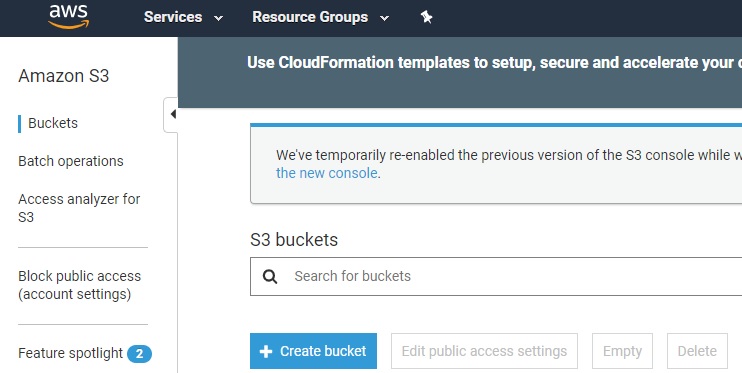 aws
Services
Resource Groups
Amazon S3
Buckets
Batch operations
Access analyzer for
S3
Block public access
(account settings)
Feature spotlight 2
Use CloudFormation templates to setup, secure and accelerate your
We've temporarily re-enabled the previous version of the S3 console while
the new console.
S3 buckets
Search for buckets
+ Create bucket
Edit public access settings
Empty
Delete